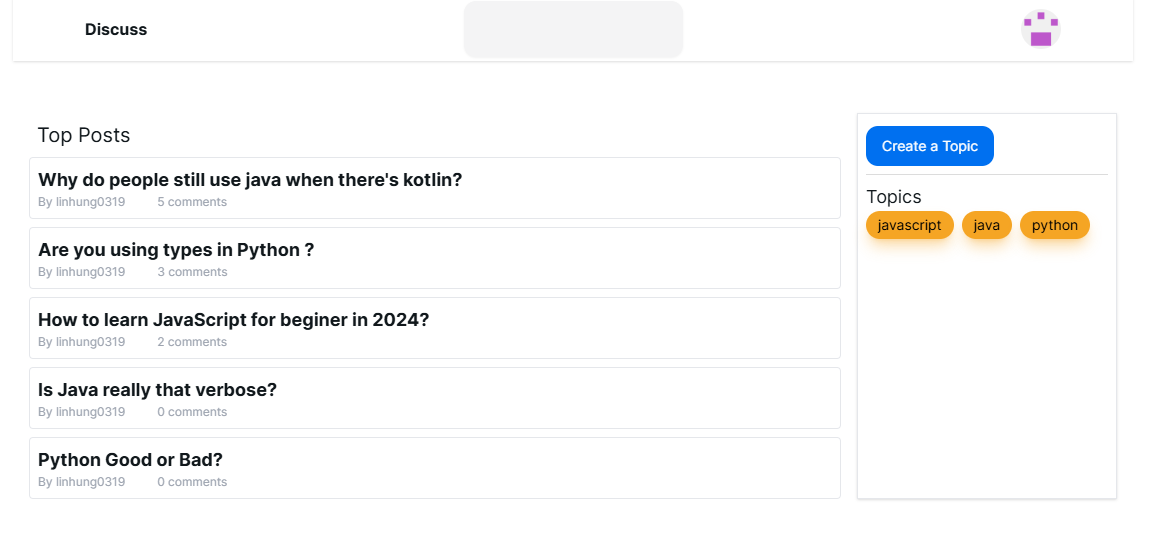 Discuss
Top Posts
Why do people still use java when there's kotlin?
By linhung0319 5 comments
Are you using types in Python ?
By linhung0319 3 comments
How to learn JavaScript for beginer in 2024?
By linhung0319 2 comments
Is Java really that verbose?
By linhung0319 0 comments
Python Good or Bad?
By linhung0319 0 comments
Create a Topic
Topics
javascript java python